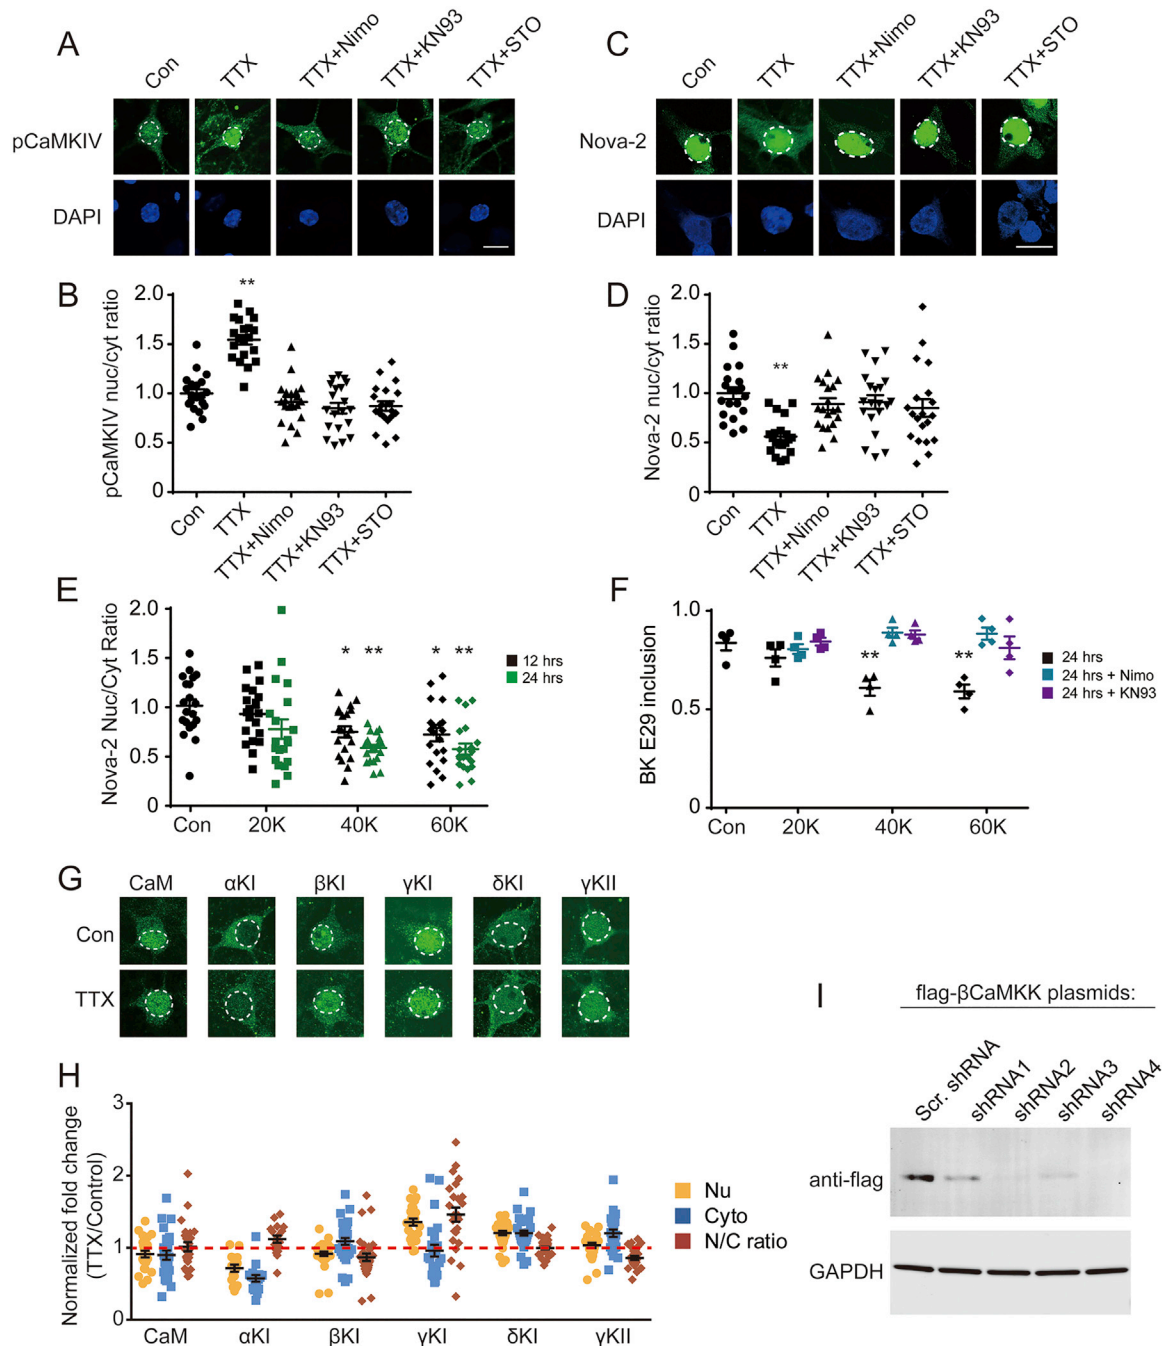 A
Con
TTX
TTX+Nimo
TTX+KN93
TTX+STO
pCaMKIV
DAPI
C
Con
TTX
TTX+Nimo
TTX+KN93
TTX+STO
Nova-2
DAPI
B
pCaMKIV nuc/cyt ratio
2.0
1.5
1.0
0.5
0
**
Con
TTX
TTX+Nimo
TTX+KN93
TTX+STO
D
Nova-2 nuc/cyt ratio
2.0
1.5
1.0
0.5
0
**
Con
TTX
TTX+Nimo
TTX+KN93
TTX+STO
E
Nova-2 Nuc/Cyt Ratio
2.0
1.5
1.0
0.5
0
* ** * **
Con 20K 40K 60K
12 hrs
24 hrs
F
BK E29 inclusion
1.0
0.5
0
** **
Con 20K 40K 60K
24 hrs
24 hrs + Nimo
24 hrs + KN93
G
CaM αKI βKI γKI δKI γKII
Con
TTX
H
Normalized fold change
(TTX/Control)
3
2
1
0
CaM αKI βKI γKI δKI γKII
Nu
Cyto
N/C ratio
I
flag-βCaMKK plasmids:
Scr. shRNA
shRNA1
shRNA2
shRNA3
shRNA4
anti-flag
GAPDH